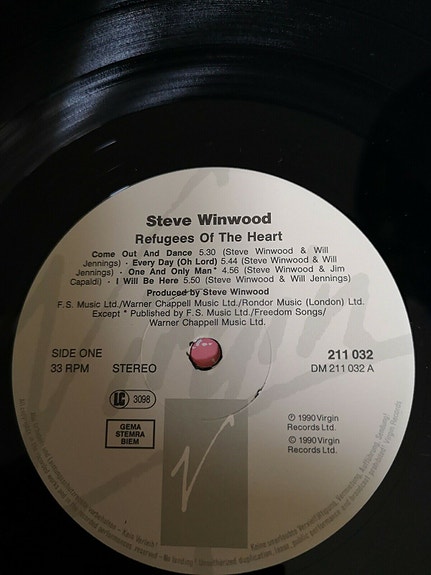 Steve Winwood
Refugees Of The Heart
Come Out And Dance 5.30 (Steve Winwood & Will
Jennings) · Every Day (Oh Lord) 5.44 (Steve Winwood & Will
Jennings) · One And Only Man* 4.56 (Steve Winwood & Jim
Capaldi) · I Will Be Here 5.50 (Steve Winwood & Will Jennings)
Produced by Steve Winwood
F.S. Music Ltd./Warner Chappell Music Ltd./Rondor Music (London) Ltd.
Except * Published by F.S. Music Ltd./Freedom Songs/
Warner Chappell Music Ltd.
SIDE ONE
33 RPM STEREO
211 032
DM 211 032 A
LC 3098
GEMA
STEMRA
BIEM
℗ 1990 Virgin
Records Ltd.
© 1990 Virgin
Records Ltd.
Virgin